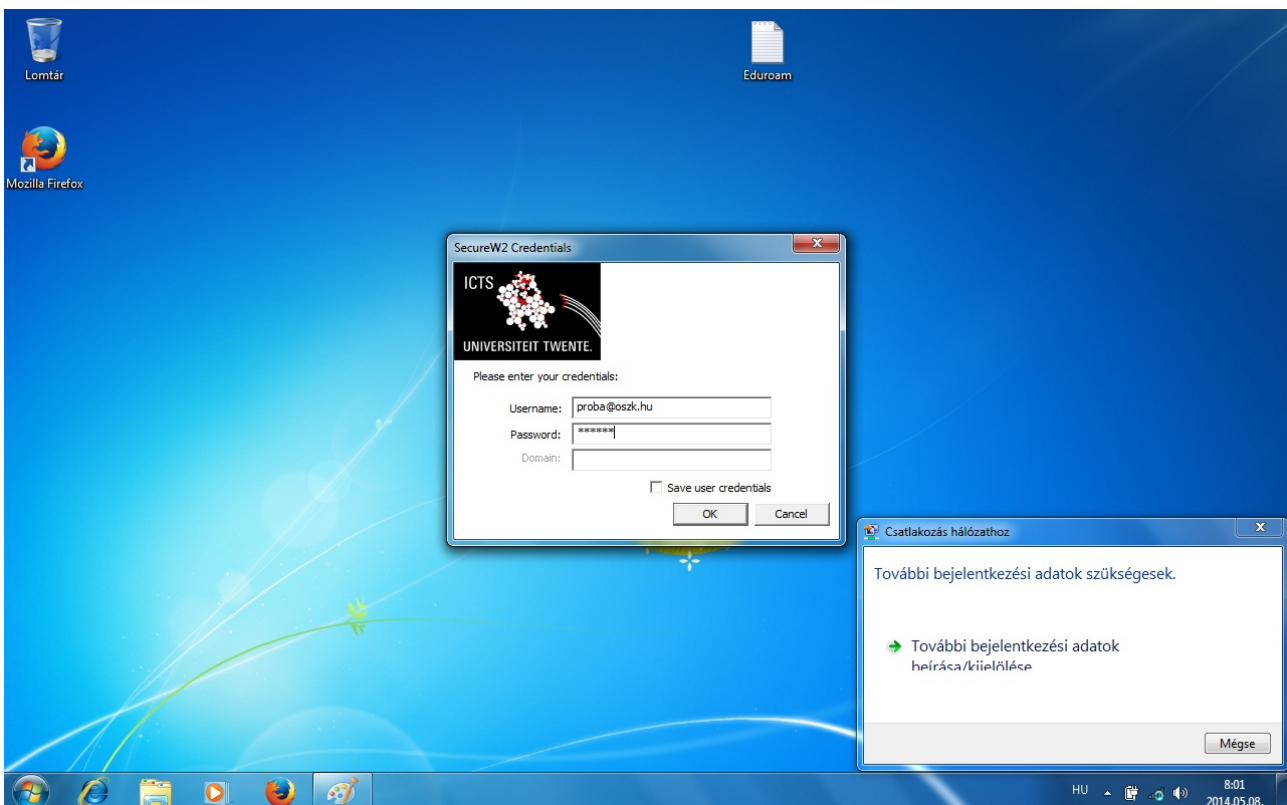 Lomtár
Eduroam
Mozilla Firefox
SecureW2 Credentials
ICTS
UNIVERSITEIT TWENTE.
Please enter your credentials:
Username: proba@oszk.hu
Password: ******
Domain:
Save user credentials
OK Cancel
Csatlakozás hálózathoz
További bejelentkezési adatok szükségesek.
További bejelentkezési adatok
beírása/kijelölése
Mégse
HU 8:01
2014.05.08.